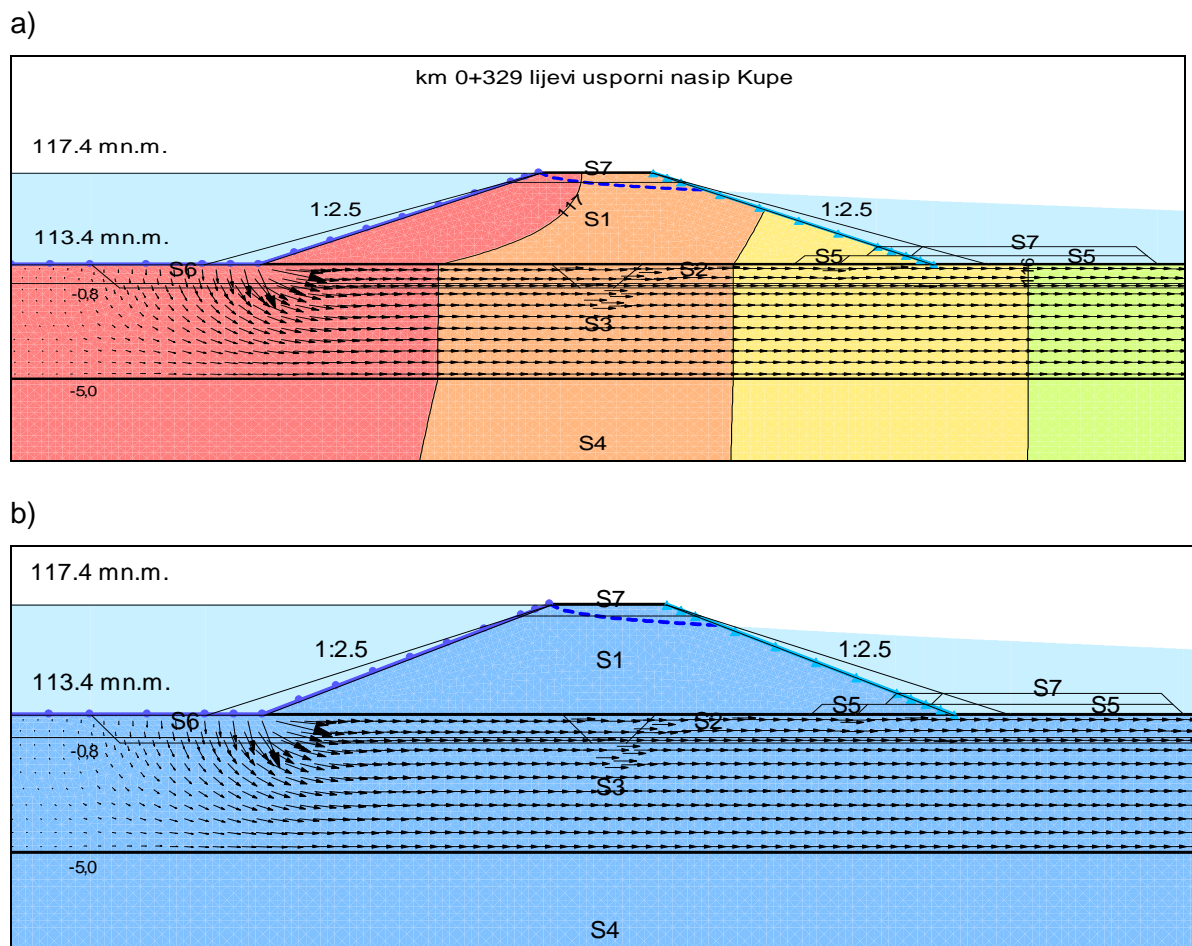 a)
km 0+329 lijevi usporni nasip Kupe
117.4 mn.m.
S7
117
1:2.5
S1
1:2.5
113.4 mn.m.
S7
S6
S2
S5
S5
116
-0,8
S3
-5,0
S4
b)
117.4 mn.m.
S7
1:2.5
S1
1:2.5
113.4 mn.m.
S7
S6
S2
S5
S5
-0,8
S3
-5,0
S4